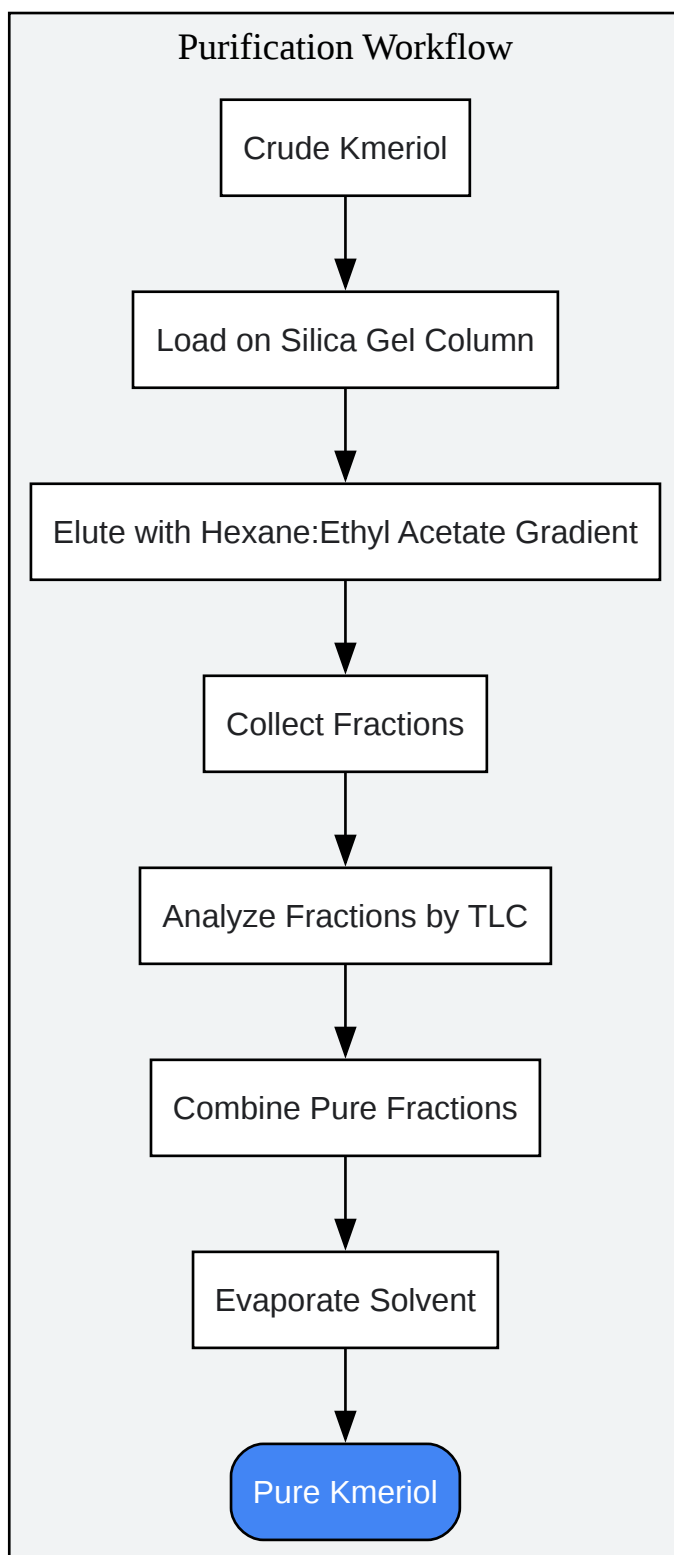 Purification Workflow
Crude Kmeriol
Load on Silica Gel Column
Elute with Hexane:Ethyl Acetate Gradient
Collect Fractions
Analyze Fractions by TLC
Combine Pure Fractions
Evaporate Solvent
Pure Kmeriol